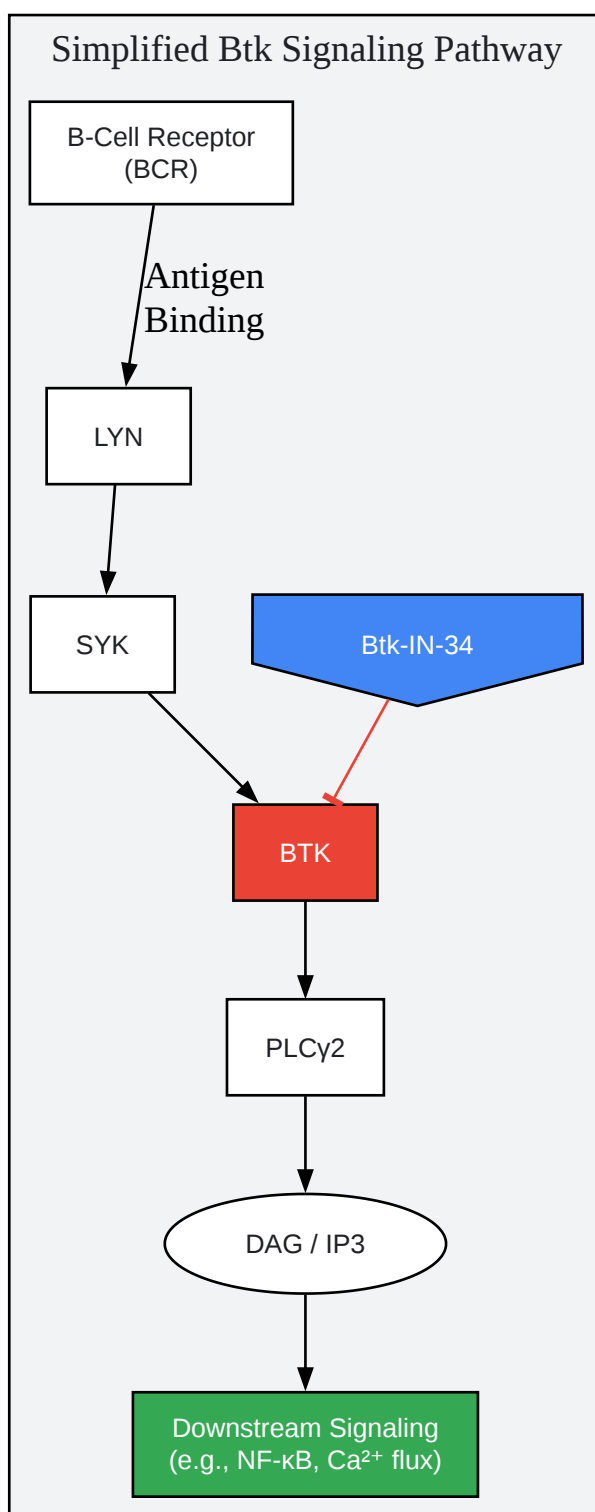 Simplified Btk Signaling Pathway
B-Cell Receptor
(BCR)
Antigen
Binding
LYN
SYK
Btk-IN-34
BTK
PLCγ2
DAG / IP3
Downstream Signaling
(e.g., NF-κB, Ca²⁺ flux)